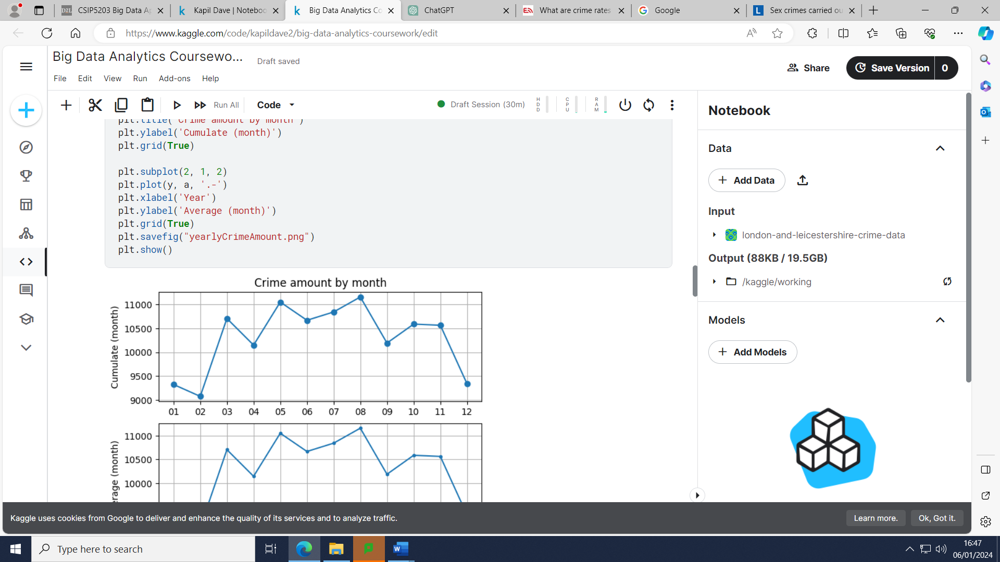 CSIP5203 Big Data Ap
Kapil Dave | Noteboo
Big Data Analytics Co
ChatGPT
What are crime rates
Google
Sex crimes carried ou
https://www.kaggle.com/code/kapildave2/big-data-analytics-coursework/edit
Big Data Analytics Coursewo...
Draft saved
Share
Save Version
0
File Edit View Run Add-ons Help
Run All
Code
Draft Session (30m)
HDD
CPU
RAM
plt.title('Crime amount by month')
plt.ylabel('Cumulate (month)')
plt.grid(True)
plt.subplot(2, 1, 2)
plt.plot(y, a, '.-')
plt.xlabel('Year')
plt.ylabel('Average (month)')
plt.grid(True)
plt.savefig("yearlyCrimeAmount.png")
plt.show()
Crime amount by month
Cumulate (month)
11000
10500
10000
9500
9000
01 02 03 04 05 06 07 08 09 10 11 12
erage (month)
11000
10500
10000
Notebook
Data
Add Data
Input
london-and-leicestershire-crime-data
Output (88KB / 19.5GB)
/kaggle/working
Models
Add Models
Kaggle uses cookies from Google to deliver and enhance the quality of its services and to analyze traffic.
Learn more.
Ok, Got it.
Type here to search
16:47
06/01/2024